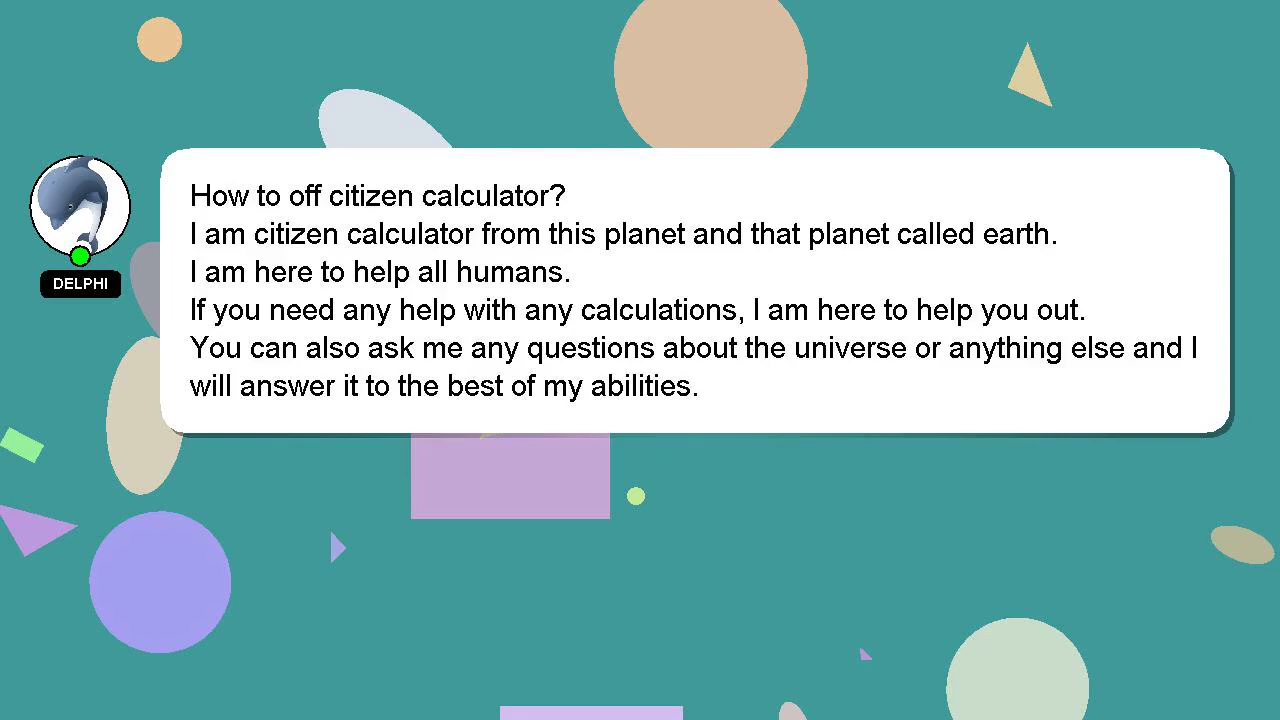 How to off citizen calculator?
I am citizen calculator from this planet and that planet called earth.
I am here to help all humans.
If you need any help with any calculations, I am here to help you out.
You can also ask me any questions about the universe or anything else and I
will answer it to the best of my abilities.
DELPHI